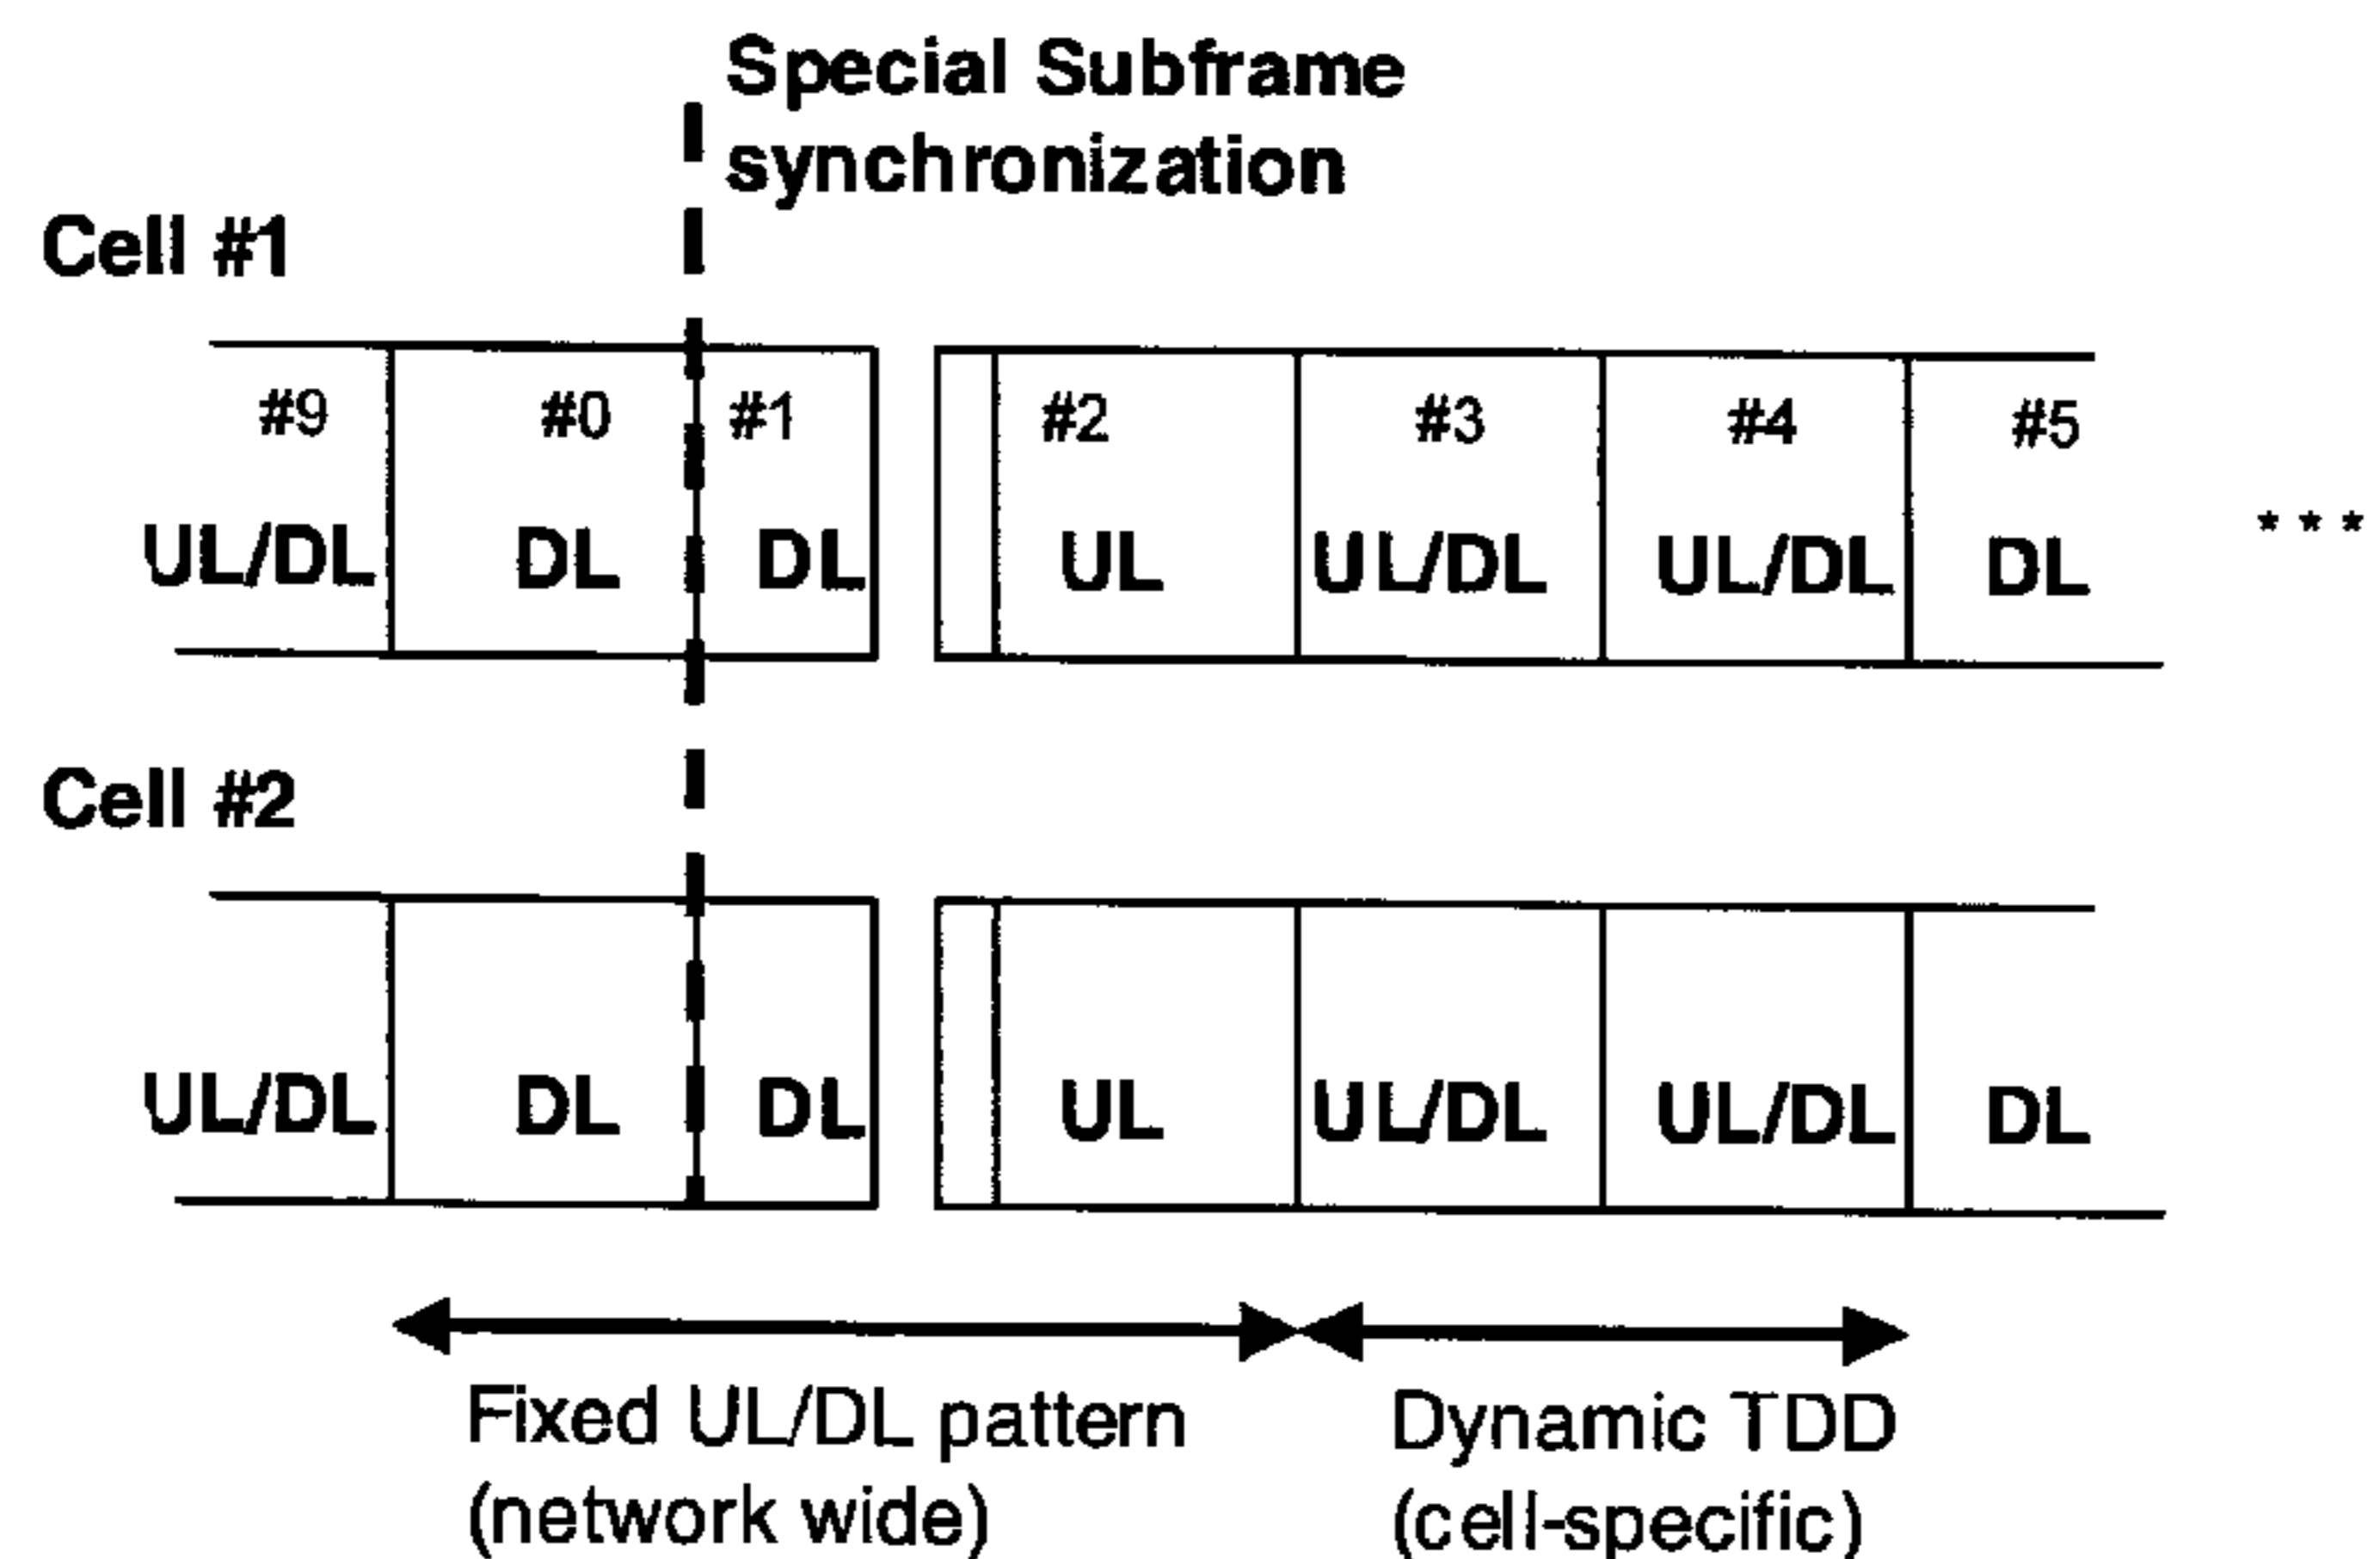 Special Subframe
synchronization
Cell #1
#9 #0 #1 #2 #3 #4 #5
UL/DL DL DL UL UL/DL UL/DL DL
* * *
Cell #2
UL/DL DL DL UL UL/DL UL/DL DL
Fixed UL/DL pattern
(network wide)
Dynamic TDD
(cell-specific)